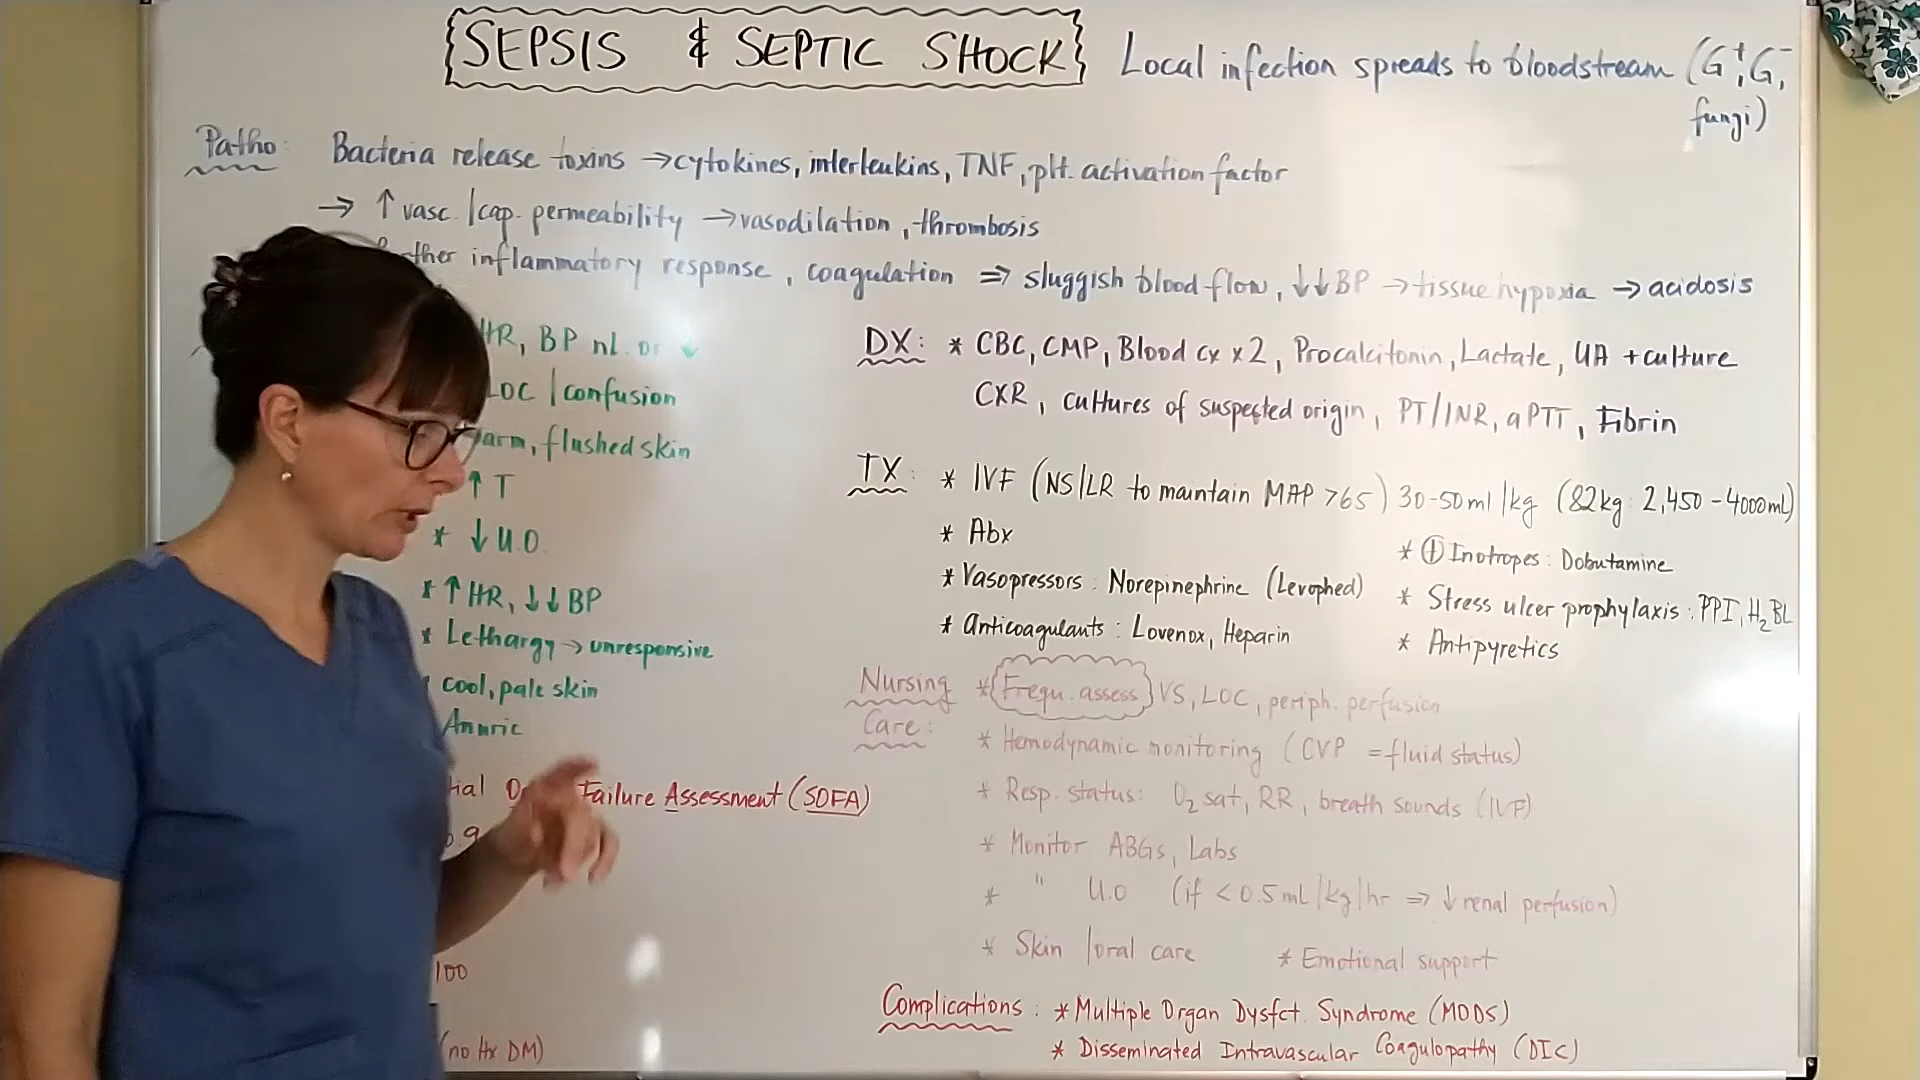 SEPSIS & SEPTIC SHOCK
Local infection spreads to bloodstream (G+, G-,
fungi)
Patho: Bacteria release toxins → cytokines, interleukins, TNF, plt. activation factor
→ ↑ vasc./cap. permeability → vasodilation, thrombosis
inflammatory response, coagulation ⇒ sluggish blood flow, ↓↓BP → tissue hypoxia → acidosis
HR, BP nl. or ↓
LOC / confusion
flushed skin
↑ T
* ↓ U.O.
* ↑ HR, ↓↓ BP
* Lethargy → unresponsive
cool, pale skin
Anuric
Failure Assessment (SOFA)
100
(no Hx DM)
DX: * CBC, CMP, Blood cx x2, Procalcitonin, Lactate, UA + culture
CXR, cultures of suspected origin, PT/INR, aPTT, Fibrin
TX: * IVF (NS/LR to maintain MAP >65) 30-50ml/kg (82kg: 2,450-4000mL)
* Abx
* Vasopressors: Norepinephrine (Levophed)
* Anticoagulants: Lovenox, Heparin
* ⊕ Inotropes: Dobutamine
* Stress ulcer prophylaxis: PPI, H2BL
* Antipyretics
Nursing Care: * Frequ. assess VS, LOC, periph. perfusion
* Hemodynamic monitoring (CVP = fluid status)
* Resp. status: O2 sat, RR, breath sounds (IVF)
* Monitor ABGs, Labs
* " U.O (if < 0.5mL/kg/hr ⇒ ↓ renal perfusion)
* Skin/oral care * Emotional support
Complications: * Multiple Organ Dysfct. Syndrome (MODS)
* Disseminated Intravascular Coagulopathy (DIC)